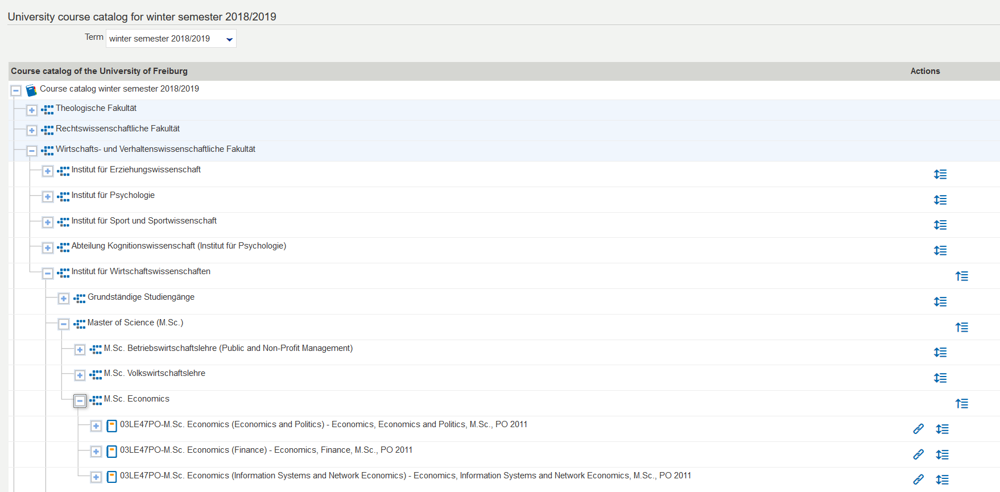 University course catalog for winter semester 2018/2019
Term winter semester 2018/2019
Course catalog of the University of Freiburg Actions
Course catalog winter semester 2018/2019
Theologische Fakultät
Rechtswissenschaftliche Fakultät
Wirtschafts- und Verhaltenswissenschaftliche Fakultät
Institut für Erziehungswissenschaft
Institut für Psychologie
Institut für Sport und Sportwissenschaft
Abteilung Kognitionswissenschaft (Institut für Psychologie)
Institut für Wirtschaftswissenschaften
Grundständige Studiengänge
Master of Science (M.Sc.)
M.Sc. Betriebswirtschaftslehre (Public and Non-Profit Management)
M.Sc. Volkswirtschaftslehre
M.Sc. Economics
03LE47PO-M.Sc. Economics (Economics and Politics) - Economics, Economics and Politics, M.Sc., PO 2011
03LE47PO-M.Sc. Economics (Finance) - Economics, Finance, M.Sc., PO 2011
03LE47PO-M.Sc. Economics (Information Systems and Network Economics) - Economics, Information Systems and Network Economics, M.Sc., PO 2011